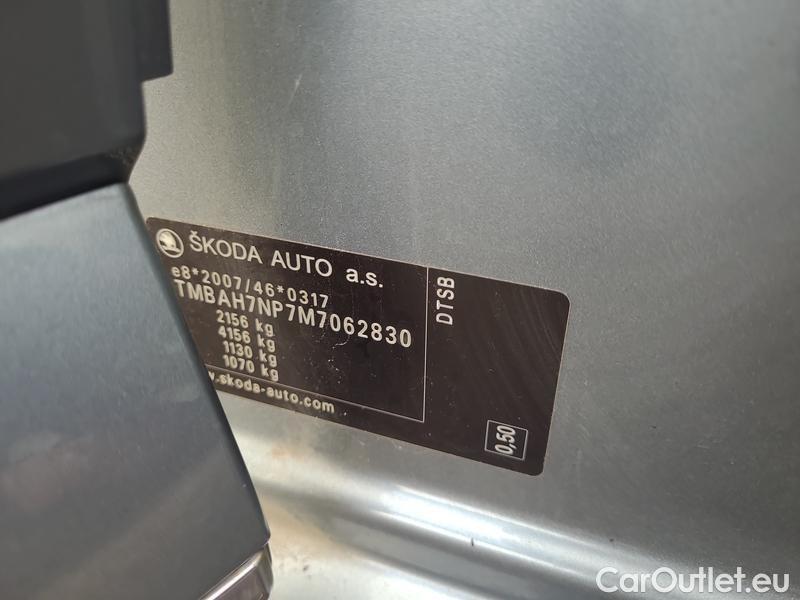 ŠKODA AUTO a.s.
e8*2007/46*0317
TMBAH7NP7M7062830
2156 kg
4156 kg
1130 kg
1070 kg
.skoda-auto.com
DTSB
0,50
CarOutlet.eu